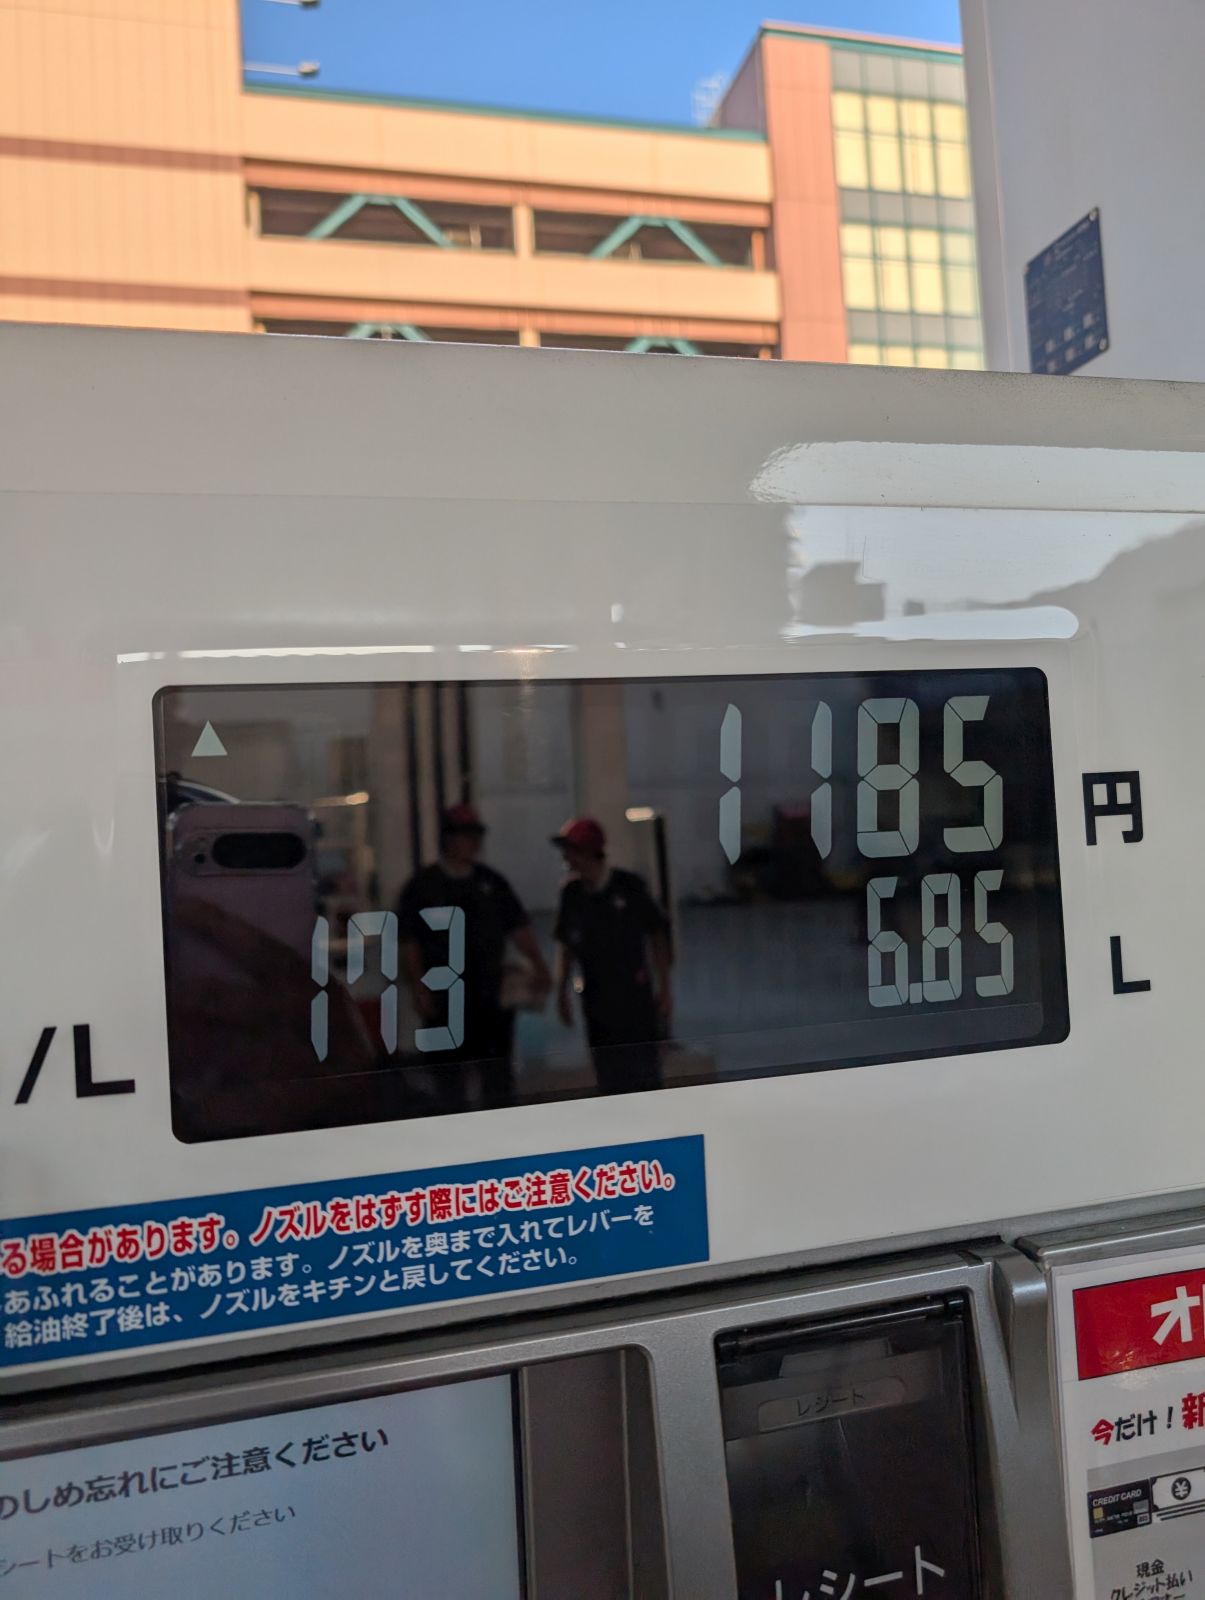 1185 円
173
6.85 L
/L
る場合があります。ノズルをはずす際にはご注意ください。
あふれることがあります。ノズルを奥まで入れてレバーを
給油終了後は、ノズルをキチンと戻してください。
のしめ忘れにご注意ください
シートをお受け取りください
レシート
レシート
オ
今だけ！新
CREDIT CARD
現金
クレジット払い